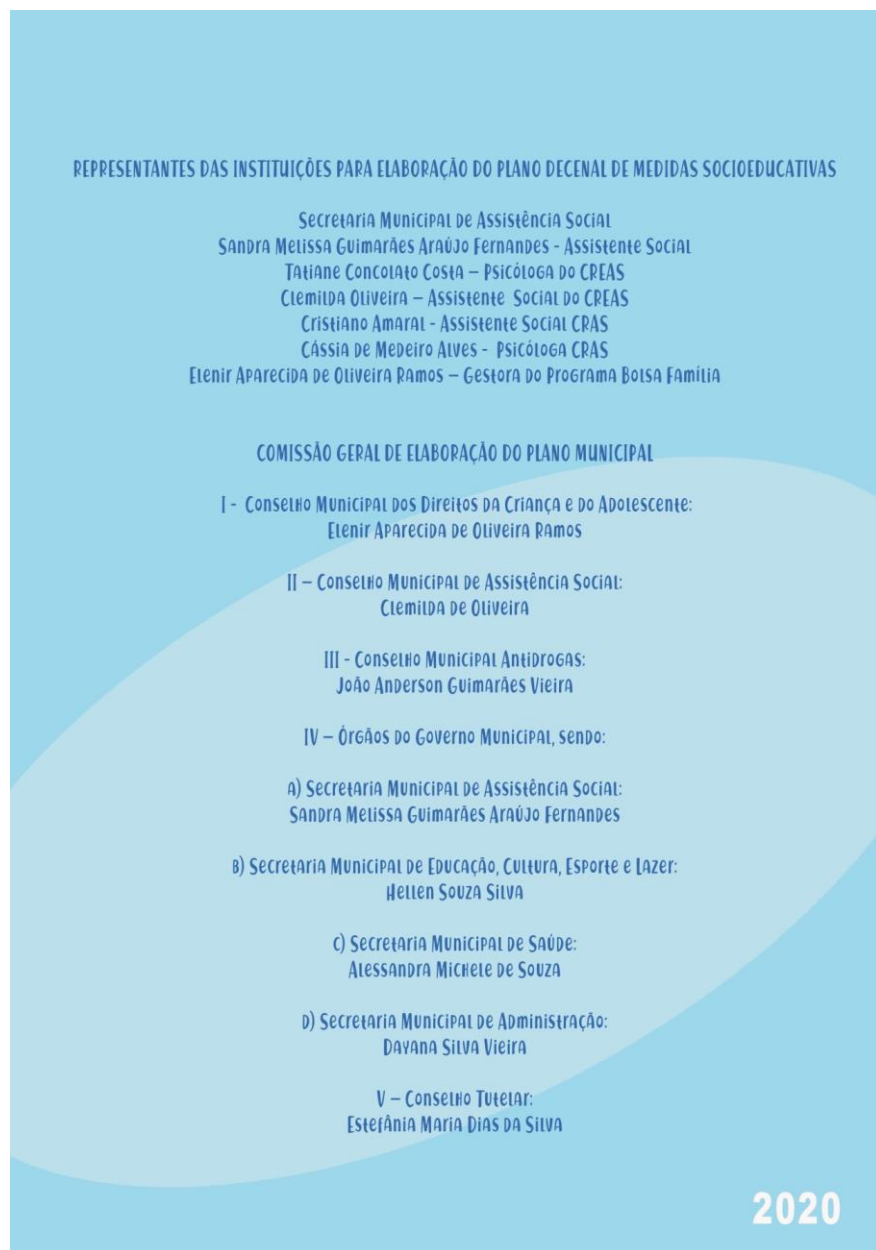 REPRESENTANTES DAS INSTITUIÇÕES PARA ELABORAÇÃO DO PLANO DECENAL DE MEDIDAS SOCIOEDUCATIVAS
Secretaria Municipal de Assistência Social
Sandra Melissa Guimarães Araújo Fernandes - Assistente Social
Tatiane Concolato Costa – Psicóloga do CREAS
Clemilda Oliveira – Assistente Social do CREAS
Cristiano Amaral - Assistente Social CRAS
Cássia de Medeiro Alves - Psicóloga CRAS
Elenir Aparecida de Oliveira Ramos – Gestora do Programa Bolsa Família
COMISSÃO GERAL DE ELABORAÇÃO DO PLANO MUNICIPAL
I - Conselho Municipal dos Direitos da Criança e do Adolescente:
Elenir Aparecida de Oliveira Ramos
II – Conselho Municipal de Assistência Social:
Clemilda de Oliveira
III - Conselho Municipal Antidrogas:
João Anderson Guimarães Vieira
IV – Órgãos do Governo Municipal, sendo:
a) Secretaria Municipal de Assistência Social:
Sandra Melissa Guimarães Araújo Fernandes
b) Secretaria Municipal de Educação, Cultura, Esporte e Lazer:
Hellen Souza Silva
c) Secretaria Municipal de Saúde:
Alessandra Michele de Souza
d) Secretaria Municipal de Administração:
Dayana Silva Vieira
V – Conselho Tutelar:
Estefânia Maria Dias da Silva
2020